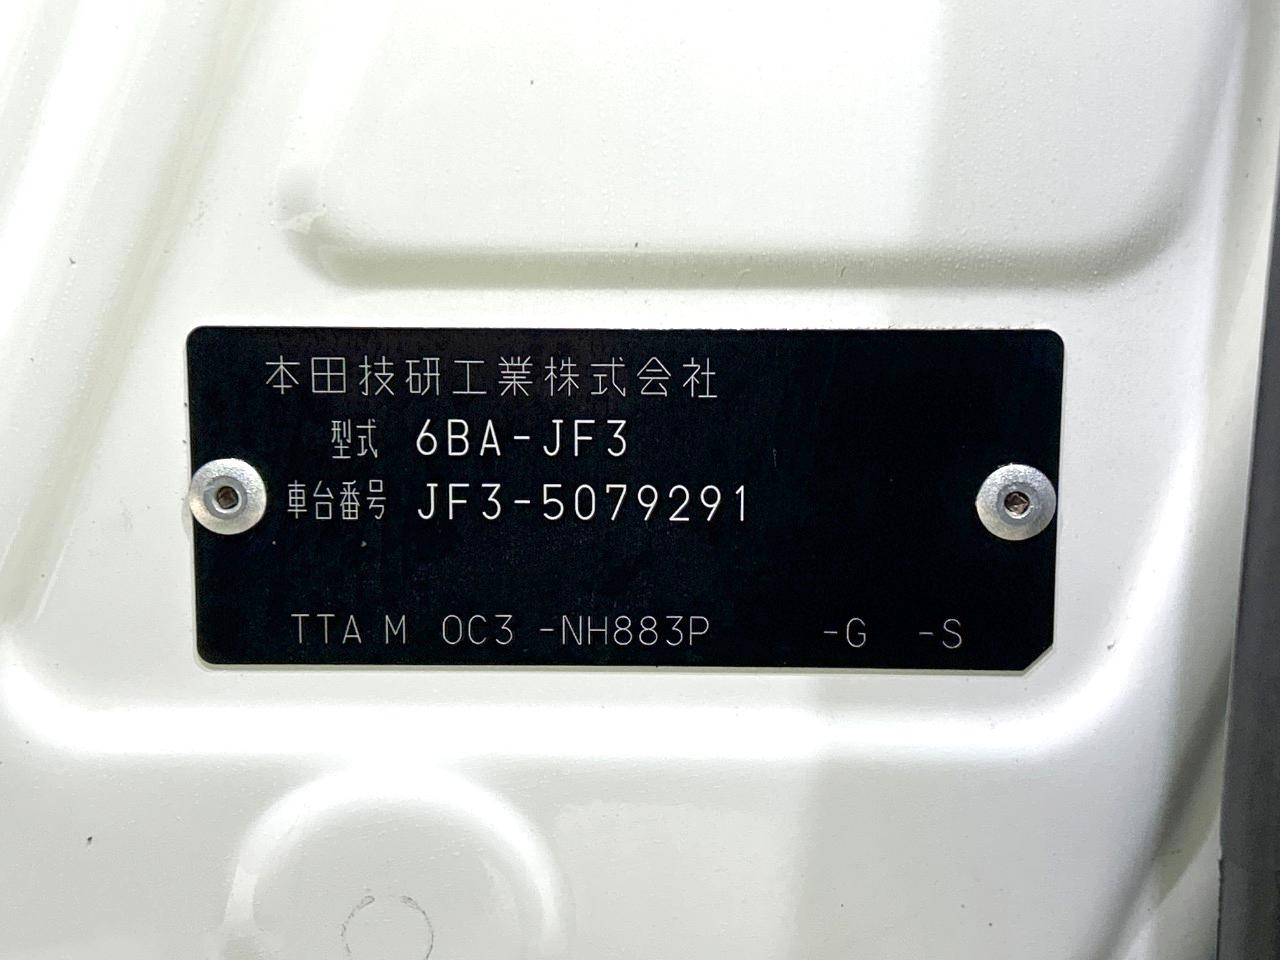 本田技研工業株式会社
型式 6BA-JF3
車台番号 JF3-5079291
TTA M 0C3 -NH883P -G -S